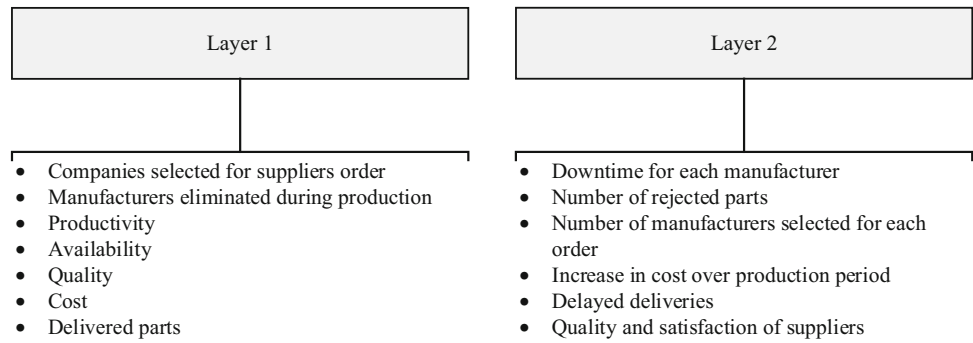 Layer 1
• Companies selected for suppliers order
• Manufacturers eliminated during production
• Productivity
• Availability
• Quality
• Cost
• Delivered parts
Layer 2
• Downtime for each manufacturer
• Number of rejected parts
• Number of manufacturers selected for each
order
• Increase in cost over production period
• Delayed deliveries
• Quality and satisfaction of suppliers